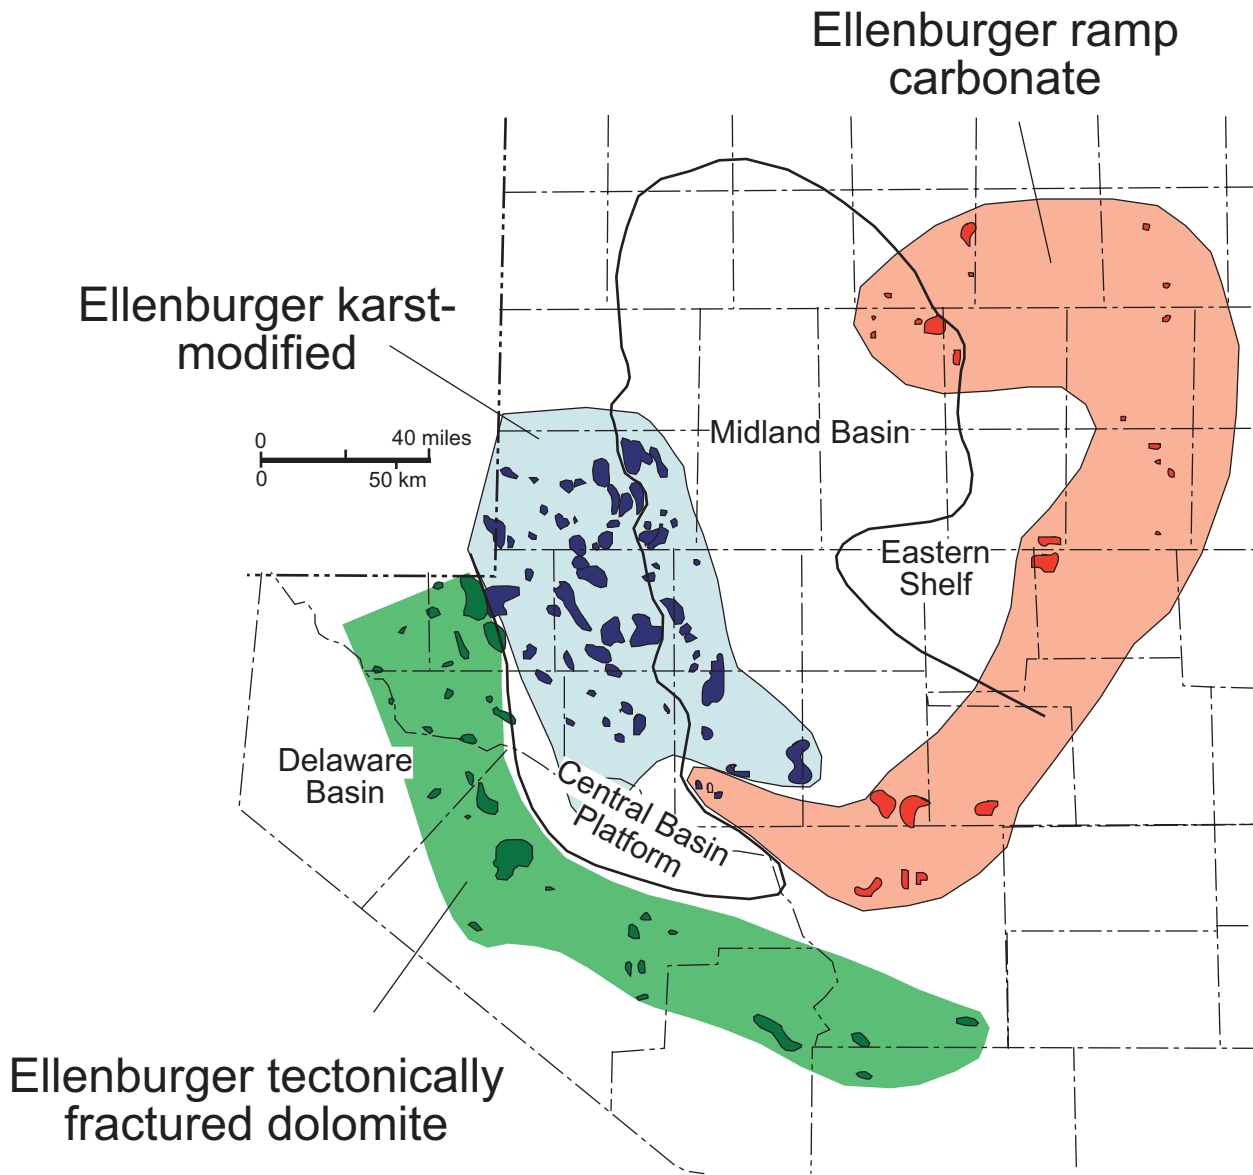 Ellenburger ramp
carbonate
Ellenburger karst-
modified
0
40 miles
0
50 km
Midland Basin
Eastern
Shelf
Delaware
Basin
Central Basin
Platform
Ellenburger tectonically
fractured dolomite